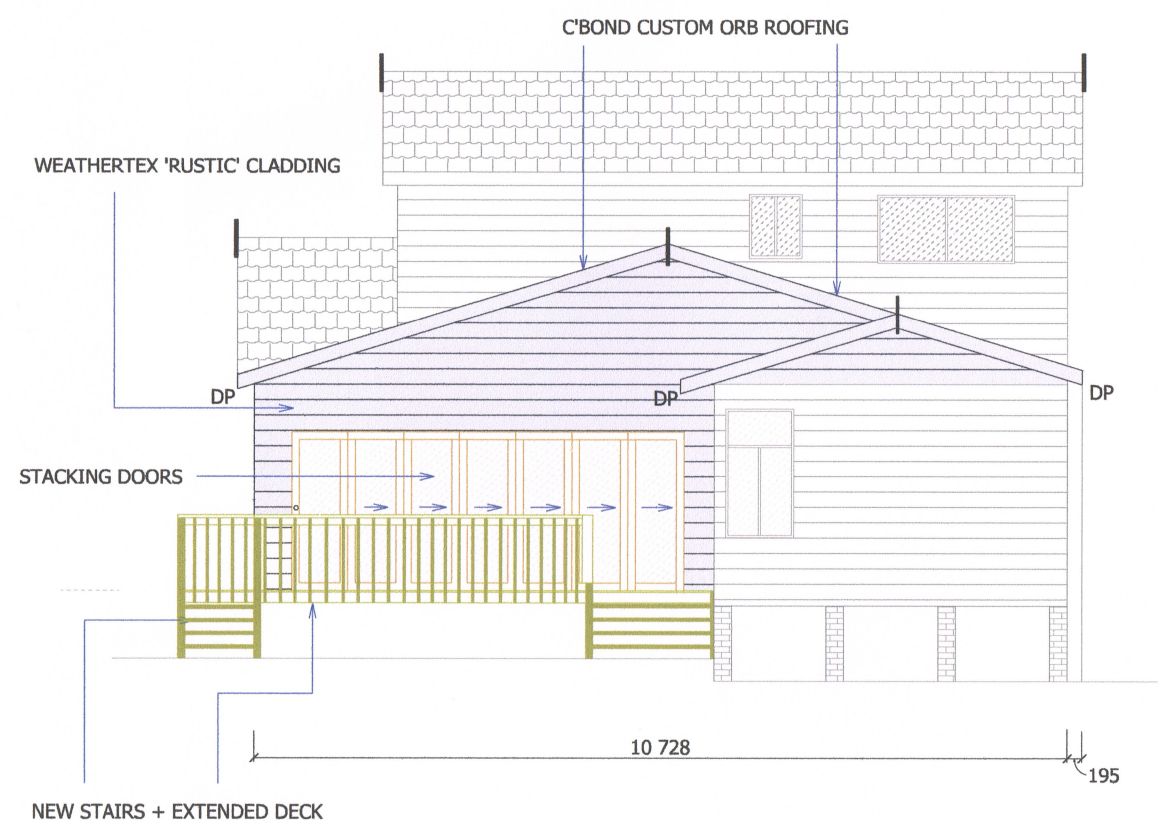 C'BOND CUSTOM ORB ROOFING
WEATHERTEX 'RUSTIC' CLADDING
DP
DP
DP
STACKING DOORS
10 728
195
NEW STAIRS + EXTENDED DECK